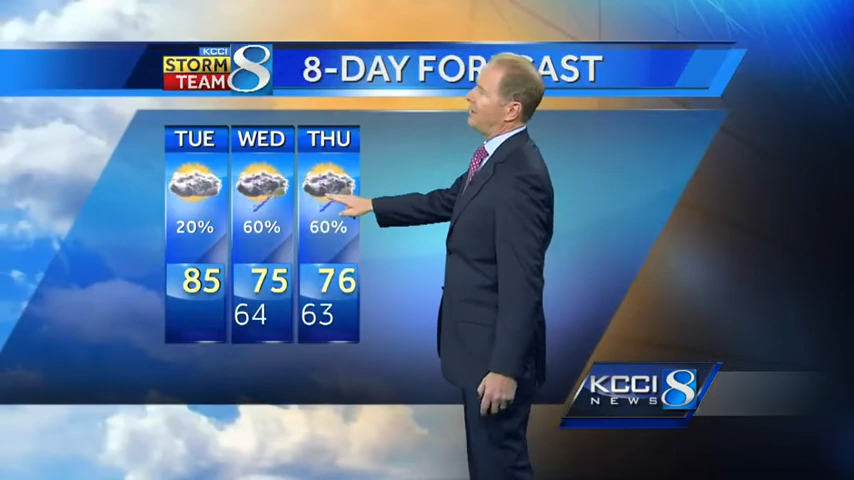 KCCI
STORM
TEAM 8
8-DAY FOR CAST
TUE WED THU
20% 60% 60%
85 75 76
64 63
KCCI 8
NEWS